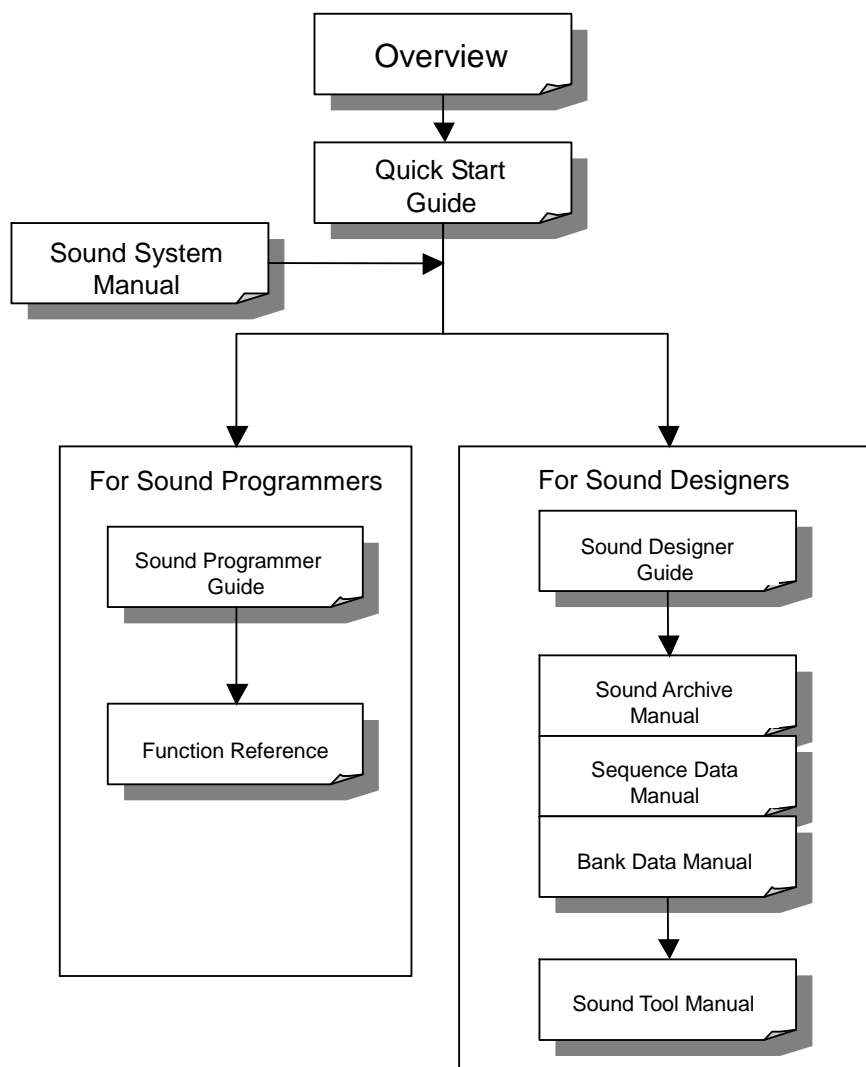 Overview
Quick Start
Guide
Sound System
Manual
For Sound Programmers
Sound Programmer
Guide
Function Reference
For Sound Designers
Sound Designer
Guide
Sound Archive
Manual
Sequence Data
Manual
Bank Data Manual
Sound Tool Manual